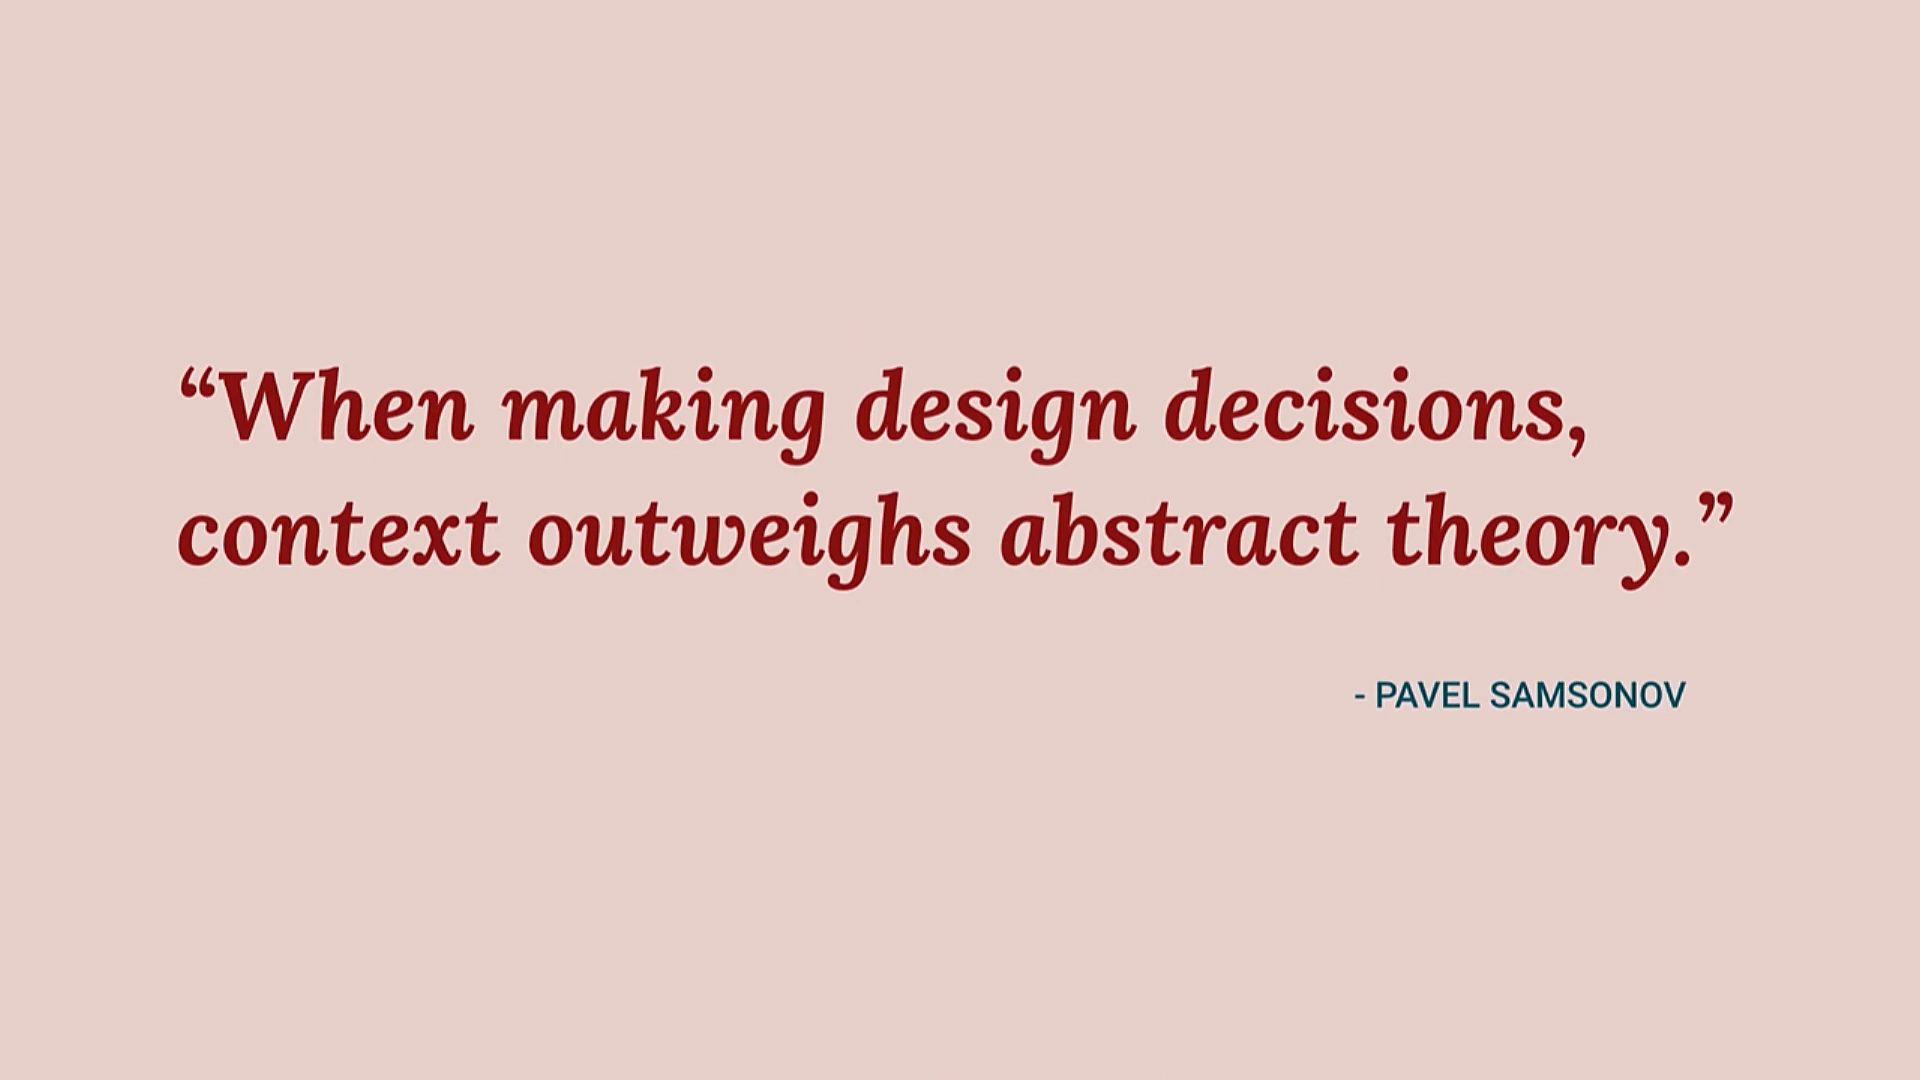 “When making design decisions,
context outweighs abstract theory.”
- PAVEL SAMSONOV